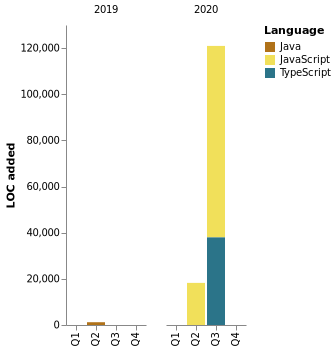 2019 2020
Language
Java
JavaScript
TypeScript
LOC added
120,000
100,000
80,000
60,000
40,000
20,000
0
Q1 Q2 Q3 Q4 Q1 Q2 Q3 Q4